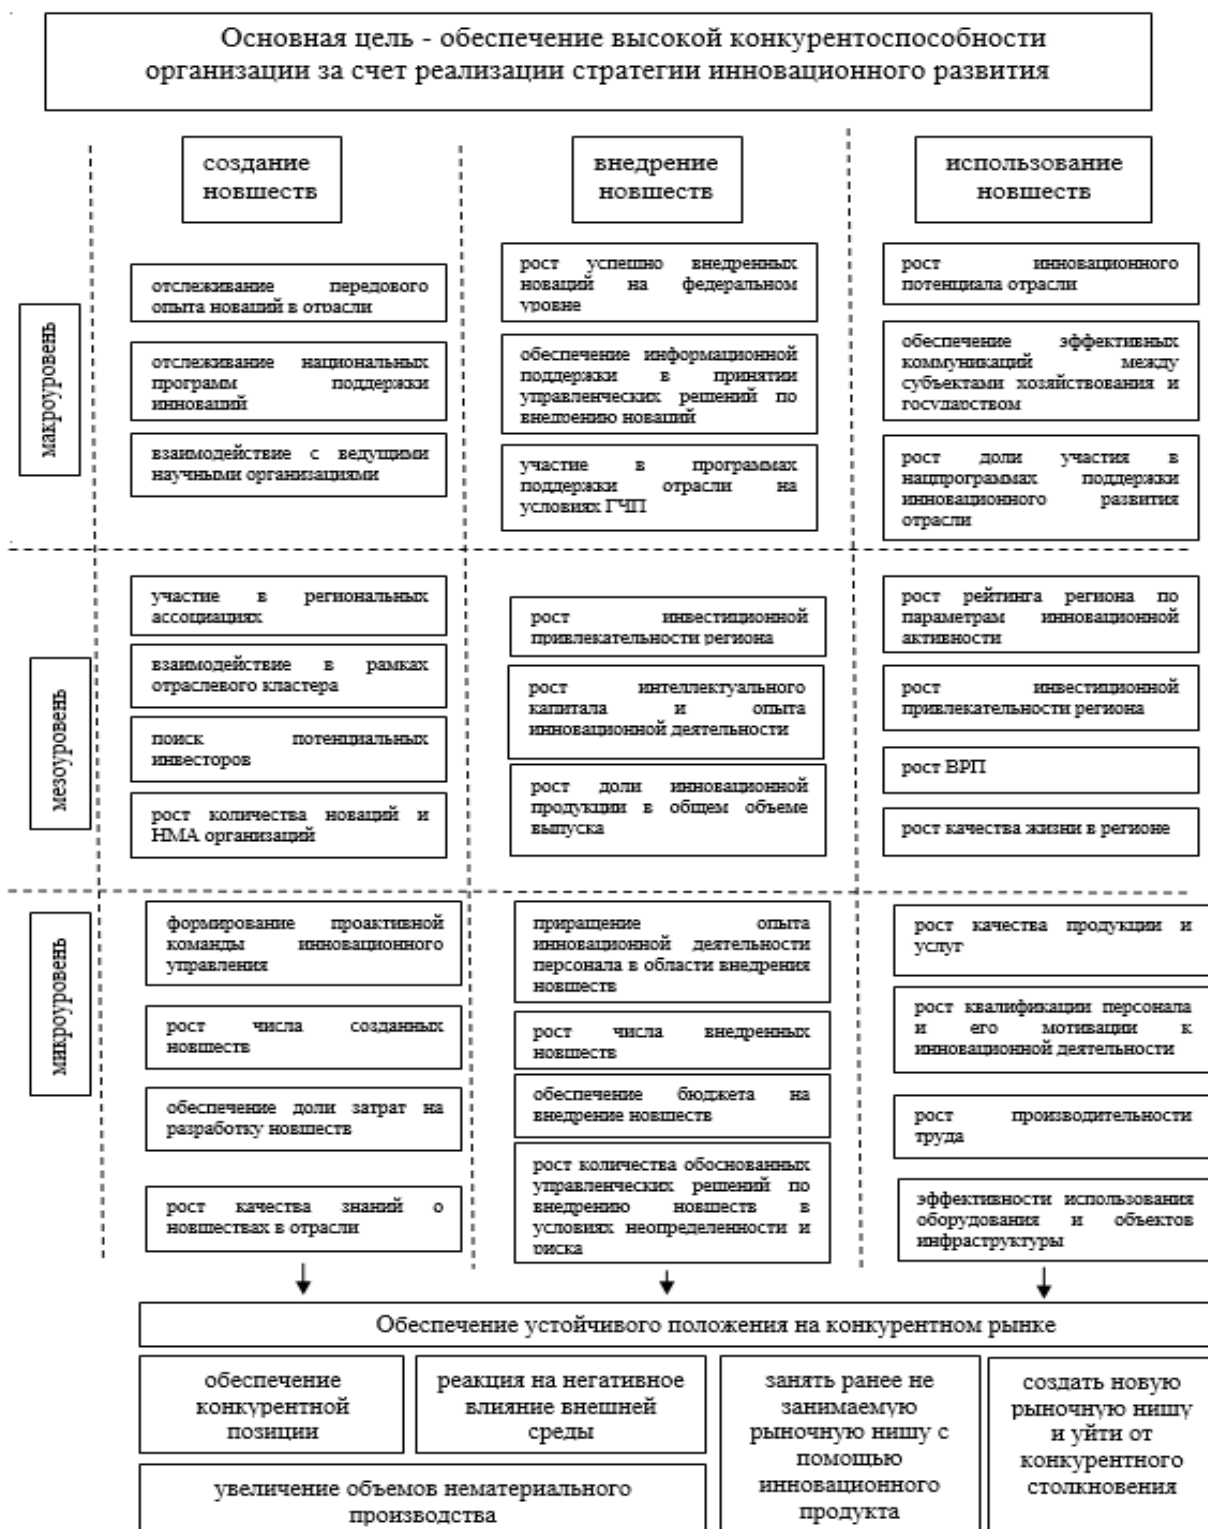 Основная цель - обеспечение высокой конкурентоспособности
организации за счет реализации стратегии инновационного развития
создание
новшеств
внедрение
новшеств
использование
новшеств
макроуровень
отслеживание передового
опыта новаций в отрасли
отслеживание национальных
программ поддержки
инноваций
взаимодействие с ведущими
научными организациями
рост успешно внедренных
новаций на федеральном
уровне
обеспечение информационной
поддержки в принятии
управленческих решений по
внедрению новаций
участие в программах
поддержки отрасли на
условиях ГЧП
рост инновационного
потенциала отрасли
обеспечение эффективных
коммуникаций между
субъектами хозяйствования и
государством
рост доли участия в
нацпрограммах поддержки
инновационного развития
отрасли
мезоуровень
участие в региональных
ассоциациях
взаимодействие в рамках
отраслевого кластера
поиск потенциальных
инвесторов
рост количества новаций и
НМА организаций
рост инвестиционной
привлекательности региона
рост интеллектуального
капитала и опыта
инновационной деятельности
рост доли инновационной
продукции в общем объеме
выпуска
рост рейтинга региона по
параметрам инновационной
активности
рост инвестиционной
привлекательности региона
рост ВРП
рост качества жизни в регионе
микроуровень
формирование проактивной
команды инновационного
управления
рост числа созданных
новшеств
обеспечение доли затрат на
разработку новшеств
рост качества знаний о
новшествах в отрасли
приращение опыта
инновационной деятельности
персонала в области внедрения
новшеств
рост числа внедренных
новшеств
обеспечение бюджета на
внедрение новшеств
рост количества обоснованных
управленческих решений по
внедрению новшеств в
условиях неопределенности и
риска
рост качества продукции и
услуг
рост квалификации персонала
и его мотивации к
инновационной деятельности
рост производительности
труда
эффективности использования
оборудования и объектов
инфраструктуры
Обеспечение устойчивого положения на конкурентном рынке
обеспечение
конкурентной
позиции
реакция на негативное
влияние внешней
среды
увеличение объемов нематериального
производства
занять ранее не
занимаемую
рыночную нишу с
помощью
инновационного
продукта
создать новую
рыночную нишу
и уйти от
конкурентного
столкновения